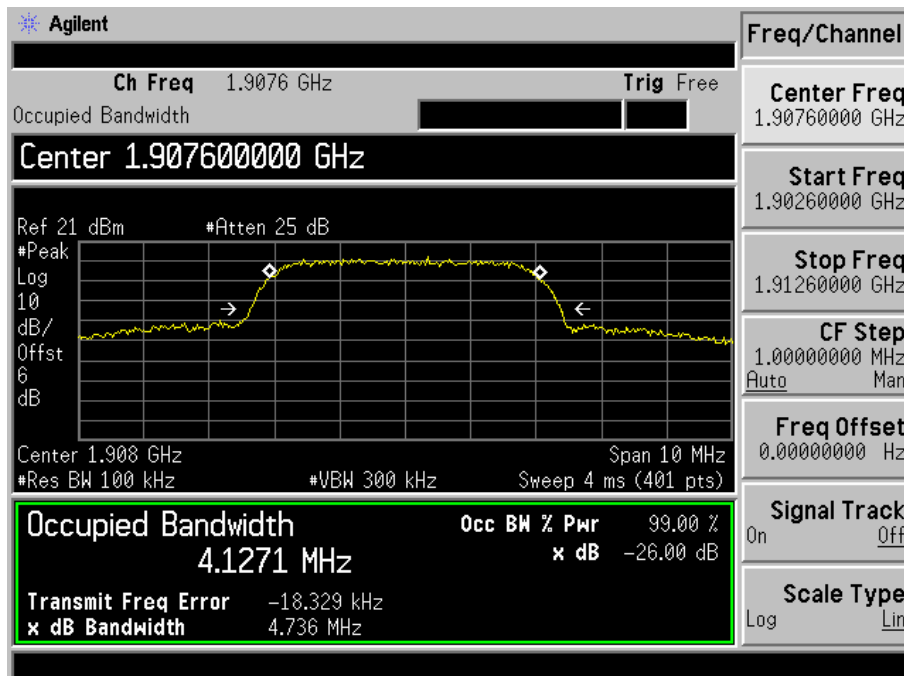 Agilent
Freq/Channel
Ch Freq 1.9076 GHz Trig Free
Occupied Bandwidth
Center 1.907600000 GHz
Ref 21 dBm #Atten 25 dB
#Peak
Log
10
dB/
Offst
6
dB
Center 1.908 GHz Span 10 MHz
#Res BW 100 kHz #VBW 300 kHz Sweep 4 ms (401 pts)
Occupied Bandwidth Occ BW % Pwr 99.00 %
4.1271 MHz x dB -26.00 dB
Transmit Freq Error -18.329 kHz
x dB Bandwidth 4.736 MHz
Center Freq
1.90760000 GHz
Start Freq
1.90260000 GHz
Stop Freq
1.91260000 GHz
CF Step
1.00000000 MHz
Auto Man
Freq Offset
0.00000000 Hz
Signal Track
On Off
Scale Type
Log Lin